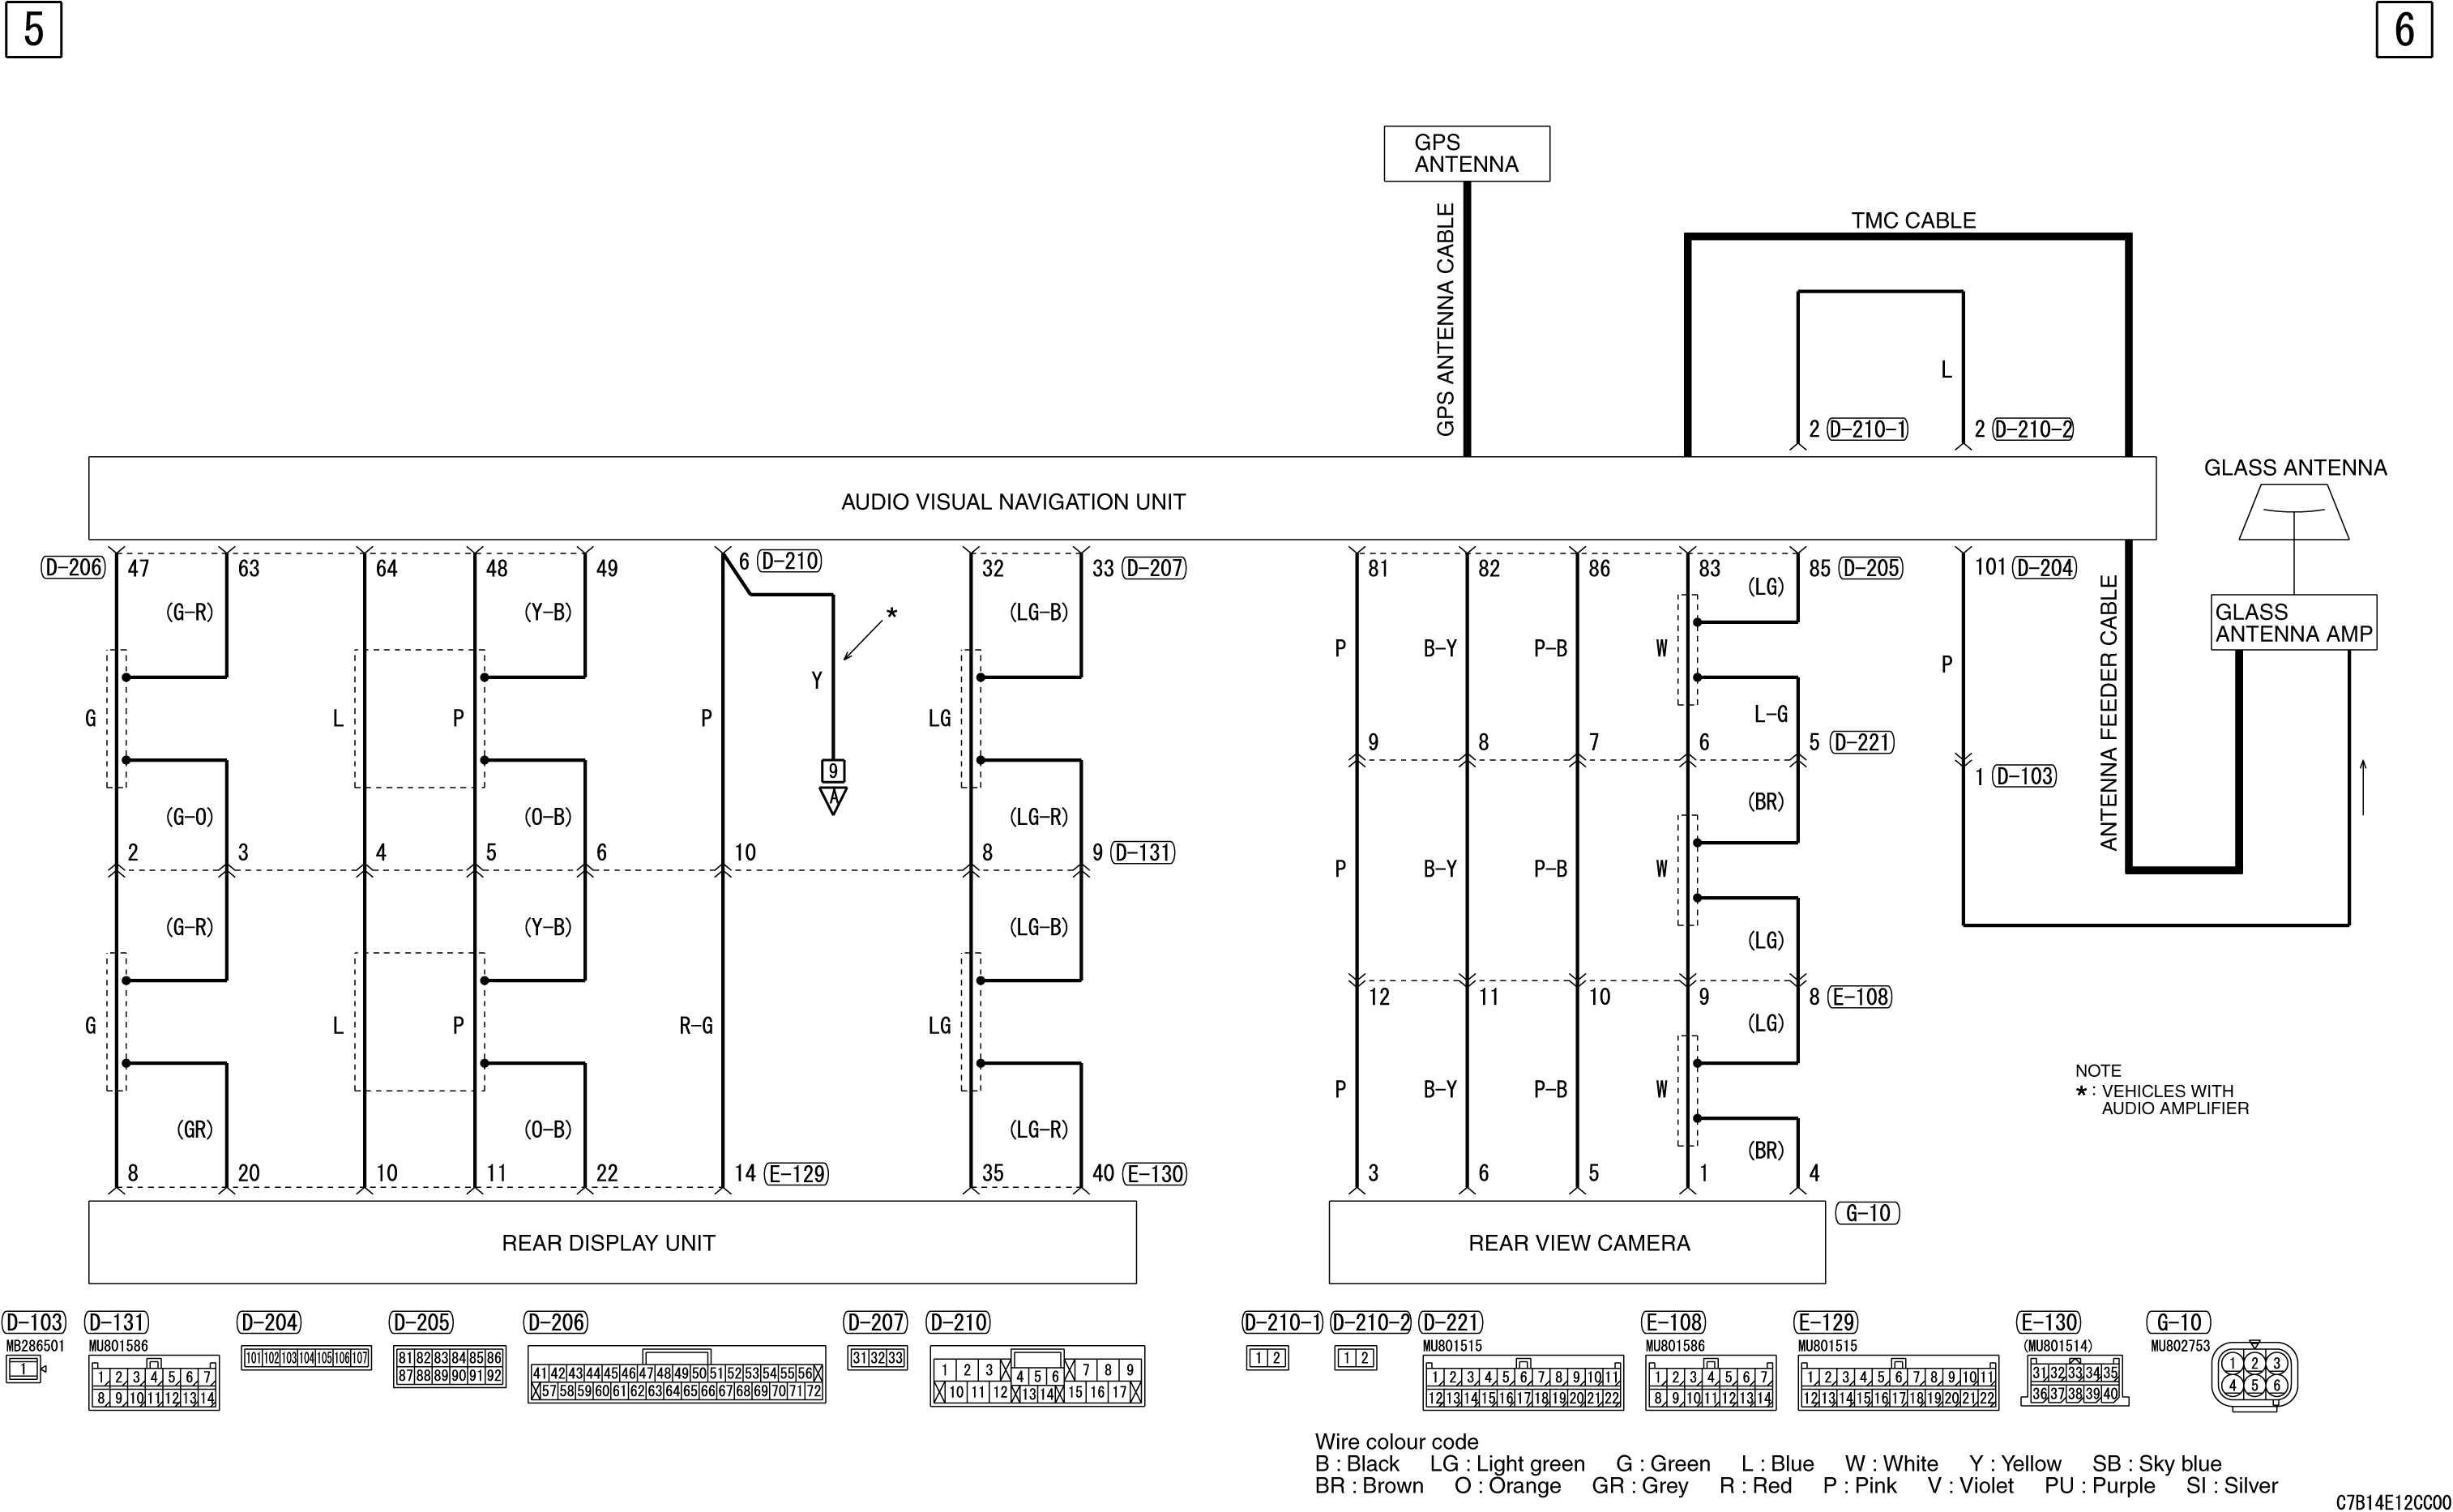 5
6
GPS
ANTENNA
GPS ANTENNA CABLE
TMC CABLE
L
2 D-210-1
2 D-210-2
GLASS ANTENNA
AUDIO VISUAL NAVIGATION UNIT
D-206 47 63 64 48 49 6 D-210 32 33 D-207 81 82 86 83 85 D-205 101 D-204
(G-R) (Y-B) * (LG-B) (LG)
GLASS
ANTENNA AMP
ANTENNA FEEDER CABLE
P B-Y P-B W P
Y
G L P P LG L-G
9 8 7 6 5 D-221
9
A
1 D-103
(BR)
(G-O) (O-B) (LG-R)
2 3 4 5 6 10 8 9 D-131
P B-Y P-B W
(G-R) (Y-B) (LG-B) (LG)
12 11 10 9 8 E-108
G L P R-G LG (LG)
NOTE
* : VEHICLES WITH
AUDIO AMPLIFIER
P B-Y P-B W
(GR) (O-B) (LG-R) (BR)
8 20 10 11 22 14 E-129 35 40 E-130 3 6 5 1 4
G-10
REAR DISPLAY UNIT
REAR VIEW CAMERA
D-103
MB286501
1
D-131
MU801586
1 2 3 4 5 6 7
8 9 10 11 12 13 14
D-204
101 102 103 104 105 106 107
D-205
81 82 83 84 85 86
87 88 89 90 91 92
D-206
41 42 43 44 45 46 47 48 49 50 51 52 53 54 55 56
57 58 59 60 61 62 63 64 65 66 67 68 69 70 71 72
D-207
31 32 33
D-210
1 2 3 4 5 6 7 8 9
10 11 12 13 14 15 16 17
D-210-1
1 2
D-210-2
1 2
D-221
MU801515
1 2 3 4 5 6 7 8 9 10 11
12 13 14 15 16 17 18 19 20 21 22
E-108
MU801586
1 2 3 4 5 6 7
8 9 10 11 12 13 14
E-129
MU801515
1 2 3 4 5 6 7 8 9 10 11
12 13 14 15 16 17 18 19 20 21 22
E-130
(MU801514)
31 32 33 34 35
36 37 38 39 40
G-10
MU802753
1 2 3
4 5 6
Wire colour code
B : Black LG : Light green G : Green L : Blue W : White Y : Yellow SB : Sky blue
BR : Brown O : Orange GR : Grey R : Red P : Pink V : Violet PU : Purple SI : Silver
C7B14E12CC00